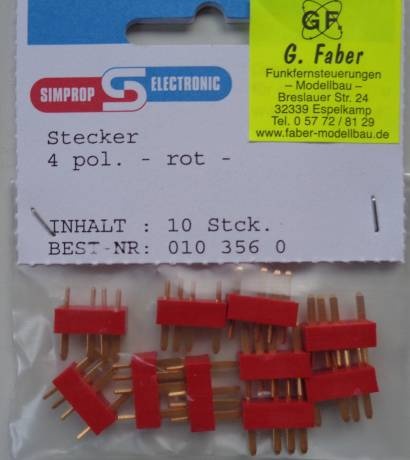 GF
G. Faber
Funkfernsteuerungen
– Modellbau –
Breslauer Str. 24
32339 Espelkamp
Tel. 0 57 72 / 81 29
www.faber-modellbau.de
SIMPROP S ELECTRONIC
Stecker
4 pol. - rot -
INHALT : 10 Stck.
BEST-NR: 010 356 0